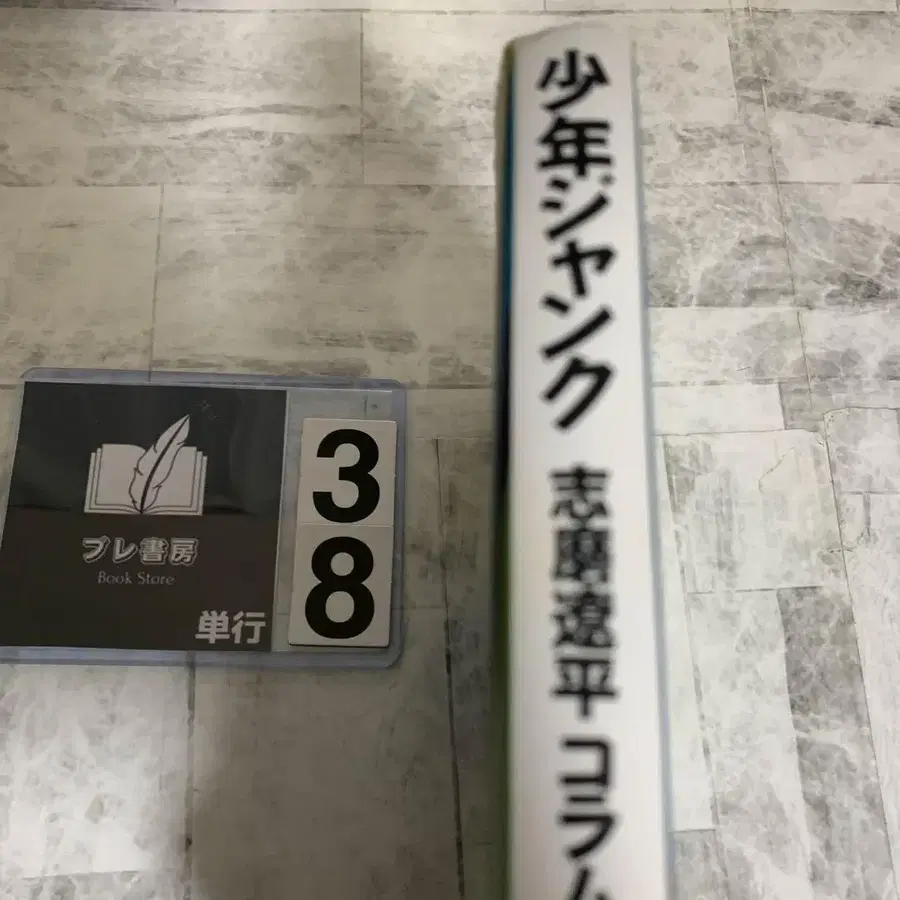 少年ジャンク 志磨遼平 コラム
ブレ書房
Book Store
単行
3
8